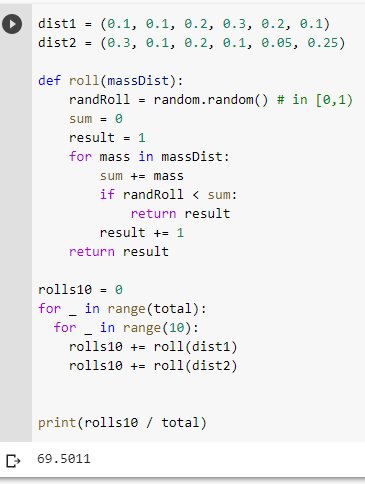 dist1 = (0.1, 0.1, 0.2, 0.3, 0.2, 0.1)
dist2 = (0.3, 0.1, 0.2, 0.1, 0.05, 0.25)
def roll(massDist):
    randRoll = random.random() # in [0,1)
    sum = 0
    result = 1
    for mass in massDist:
        sum += mass
        if randRoll < sum:
            return result
        result += 1
    return result
rolls10 = 0
for _ in range(total):
  for _ in range(10):
    rolls10 += roll(dist1)
    rolls10 += roll(dist2)
print(rolls10 / total)
69.5011